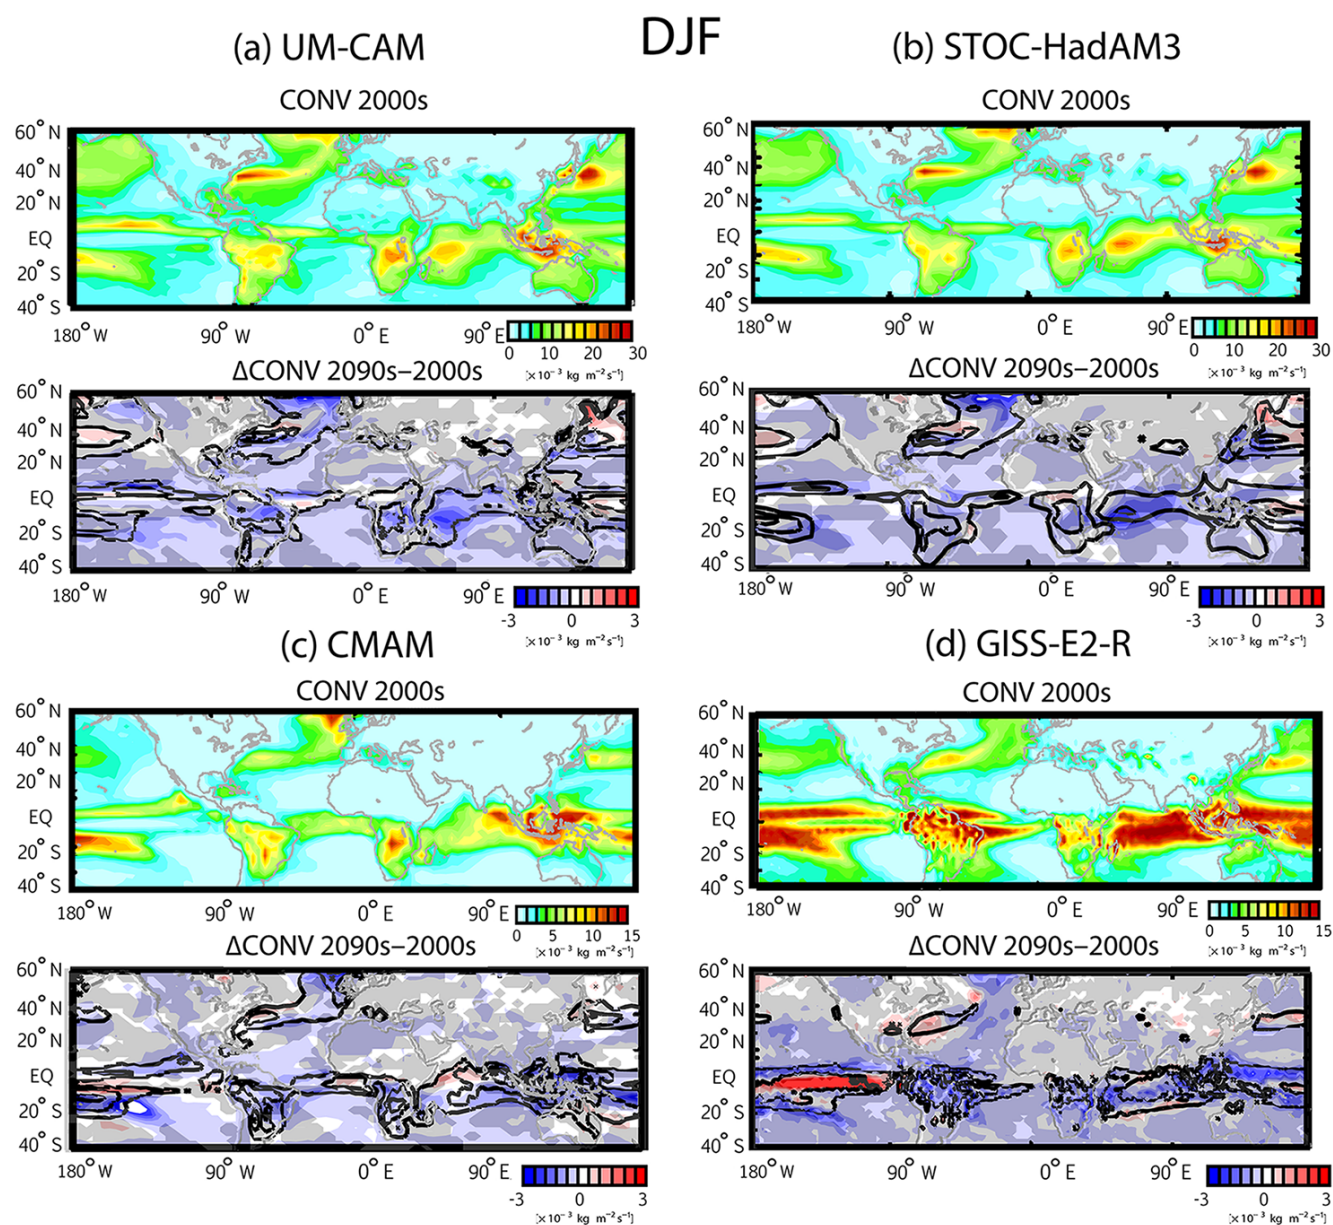 DJF
(a) UM-CAM
(b) STOC-HadAM3
CONV 2000s
CONV 2000s
60° N
40° N
20° N
EQ
20° S
40° S
180° W 90° W 0° E 90° E
0 10 20 30
[×10⁻³ kg m⁻² s⁻¹]
60° N
40° N
20° N
EQ
20° S
40° S
180° W 90° W 0° E 90° E
0 10 20 30
[×10⁻³ kg m⁻² s⁻¹]
ΔCONV 2090s–2000s
ΔCONV 2090s–2000s
60° N
40° N
20° N
EQ
20° S
40° S
180° W 90° W 0° E 90° E
-3 0 3
[×10⁻³ kg m⁻² s⁻¹]
60° N
40° N
20° N
EQ
20° S
40° S
180° W 90° W 0° E 90° E
-3 0 3
[×10⁻³ kg m⁻² s⁻¹]
(c) CMAM
(d) GISS-E2-R
CONV 2000s
CONV 2000s
60° N
40° N
20° N
EQ
20° S
40° S
180° W 90° W 0° E 90° E
0 5 10 15
[×10⁻³ kg m⁻² s⁻¹]
60° N
40° N
20° N
EQ
20° S
40° S
180° W 90° W 0° E 90° E
0 5 10 15
[×10⁻³ kg m⁻² s⁻¹]
ΔCONV 2090s–2000s
ΔCONV 2090s–2000s
60° N
40° N
20° N
EQ
20° S
40° S
180° W 90° W 0° E 90° E
-3 0 3
[×10⁻³ kg m⁻² s⁻¹]
60° N
40° N
20° N
EQ
20° S
40° S
180° W 90° W 0° E 90° E
-3 0 3
[×10⁻³ kg m⁻² s⁻¹]